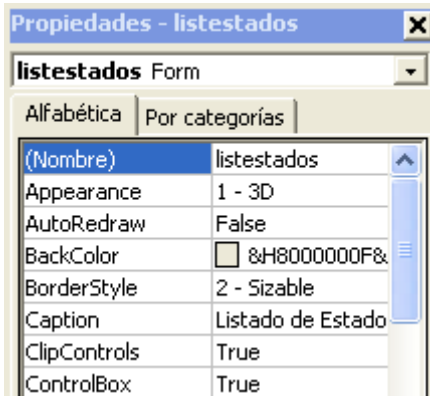 Propiedades - listestados
listestados Form
Alfabética Por categorías
(Nombre) listestados
Appearance 1 - 3D
AutoRedraw False
BackColor &H8000000F&
BorderStyle 2 - Sizable
Caption Listado de Estado
ClipControls True
ControlBox True